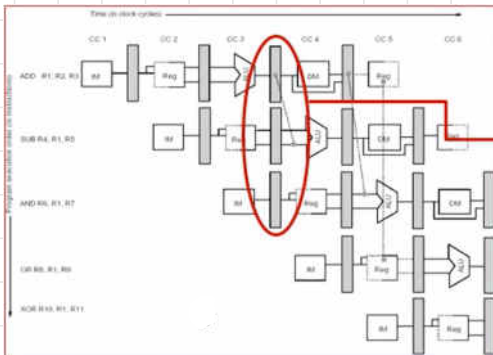 Time (in clock cycles)
CC 1 CC 2 CC 3 CC 4 CC 5 CC 6
Program execution order (in instructions)
ADD R1, R2, R3 IM Reg ALU DM Reg
SUB R4, R1, R5 IM Reg ALU DM Reg
AND R6, R1, R7 IM Reg ALU DM
OR R8, R1, R9 IM Reg ALU
XOR R10, R1, R11 IM Reg